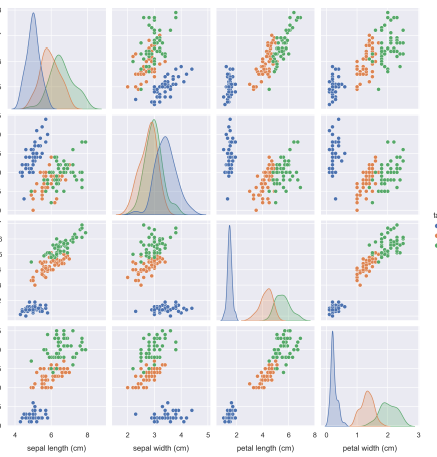 4 6 8
2 3 4 5
2 4 6 8
0 1 2 3
sepal length (cm)
sepal width (cm)
petal length (cm)
petal width (cm)